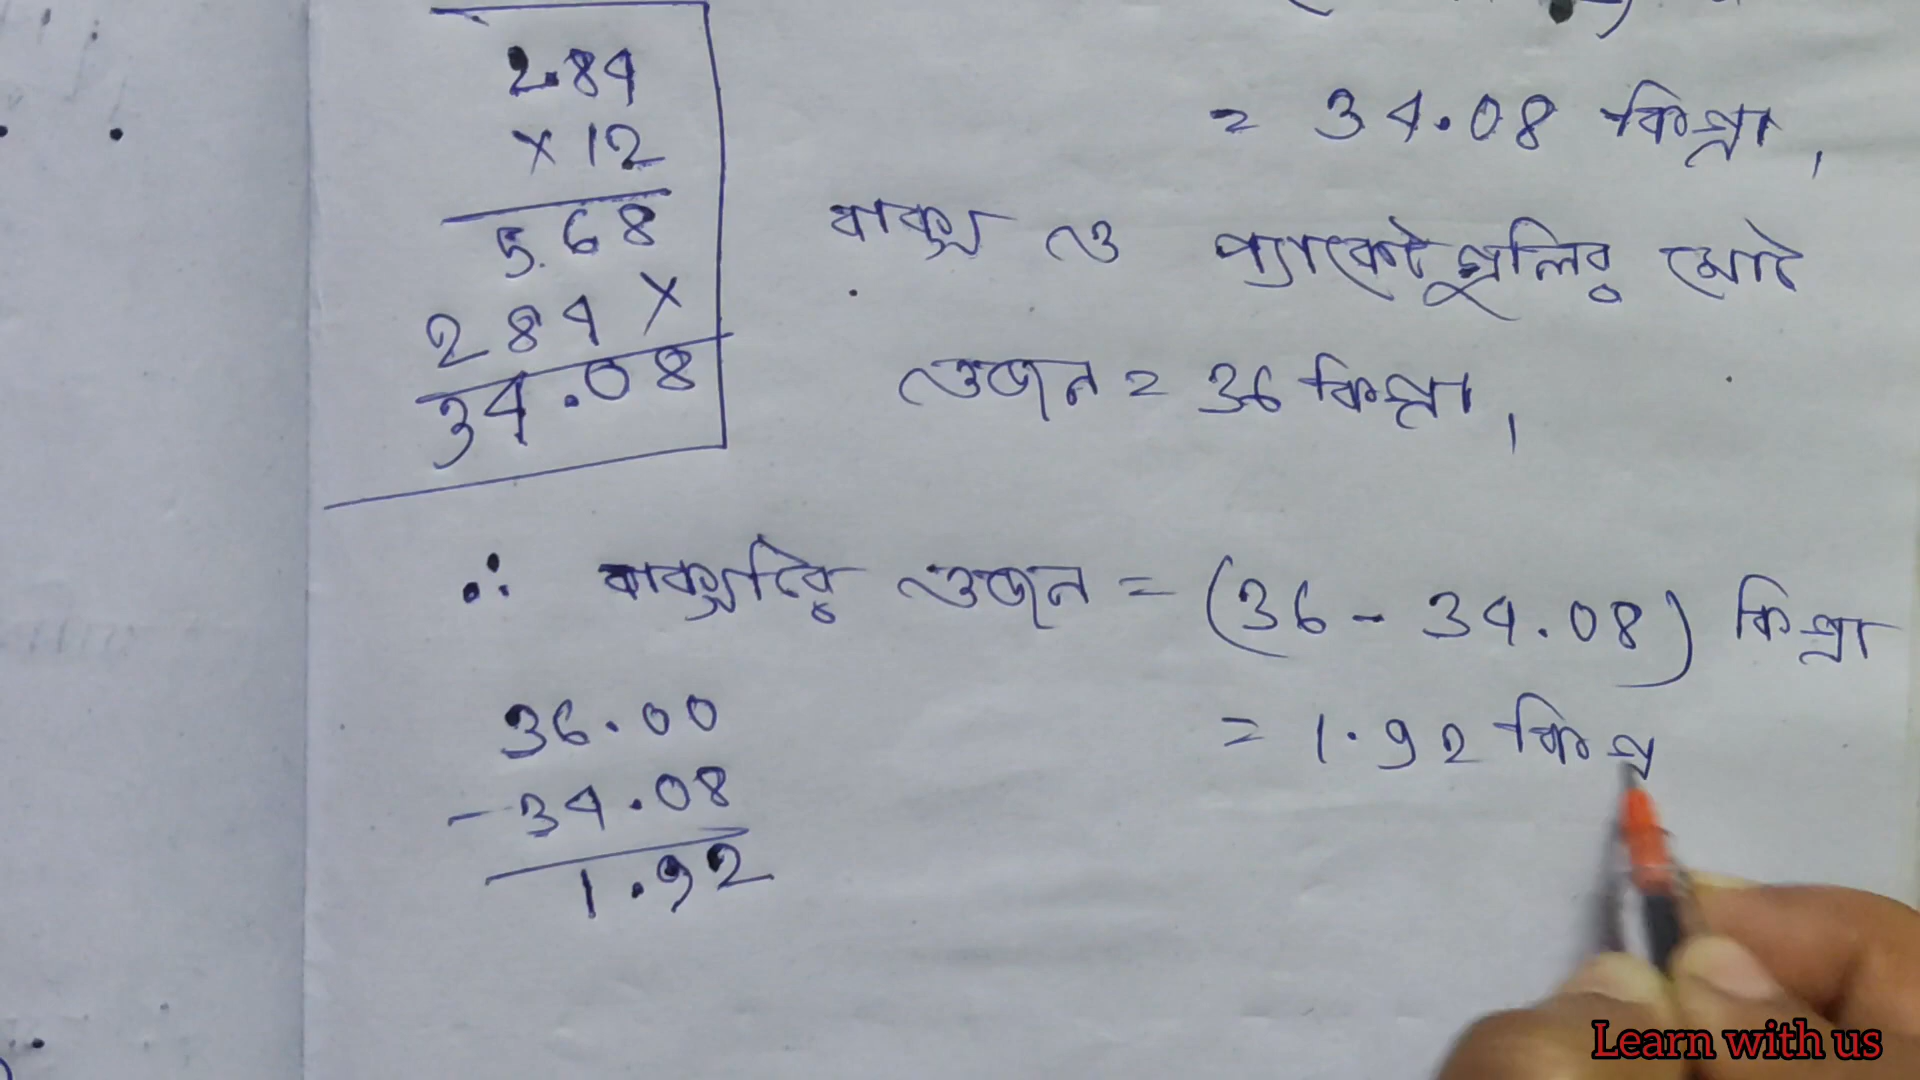 2.84
× 12
5.68
284×
34.08
= 34.08 কিগ্রা,
বাক্স ও প্যাকেটগুলির মোট
ওজন = 36 কিগ্রা,
∴ বাক্সটির ওজন = (36 - 34.08) কিগ্রা
36.00
- 34.08
1.92
= 1.92 কিগ্র
Learn with us